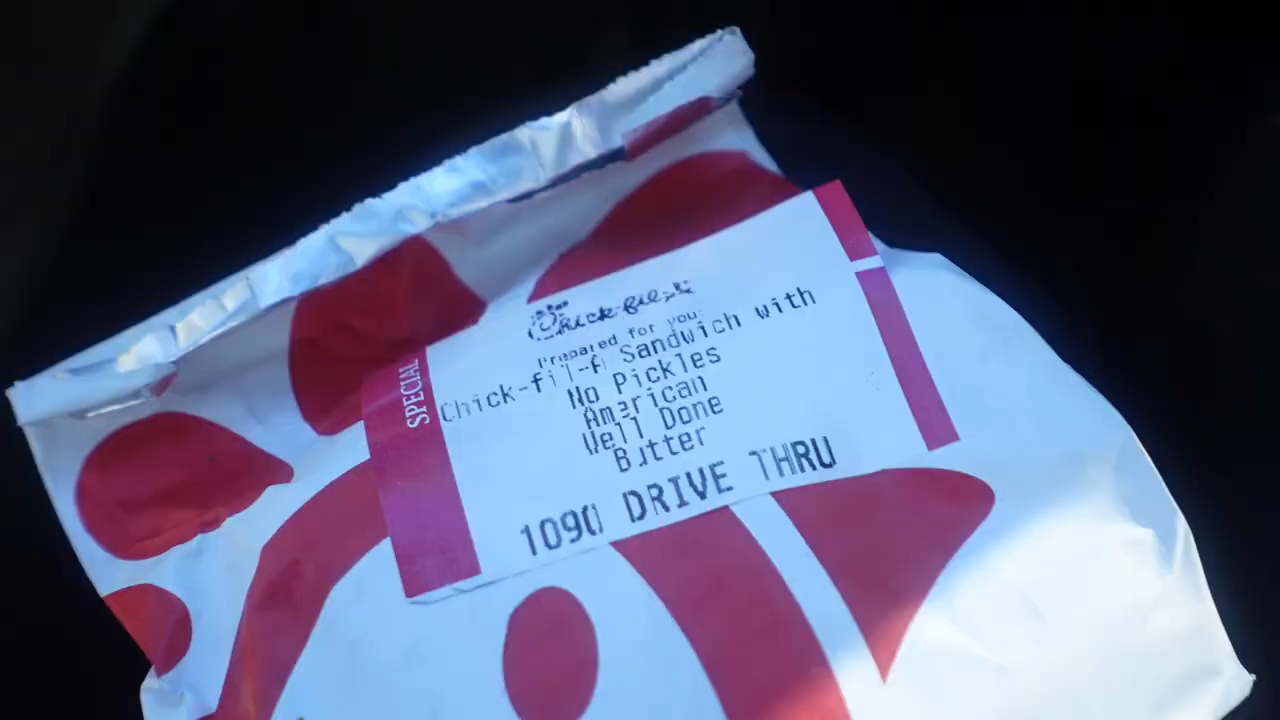 SPECIAL
Chick-fil-A
Prepared for you:
Chick-fil-A Sandwich with
No Pickles
American
Well Done
Butter
1090 DRIVE THRU